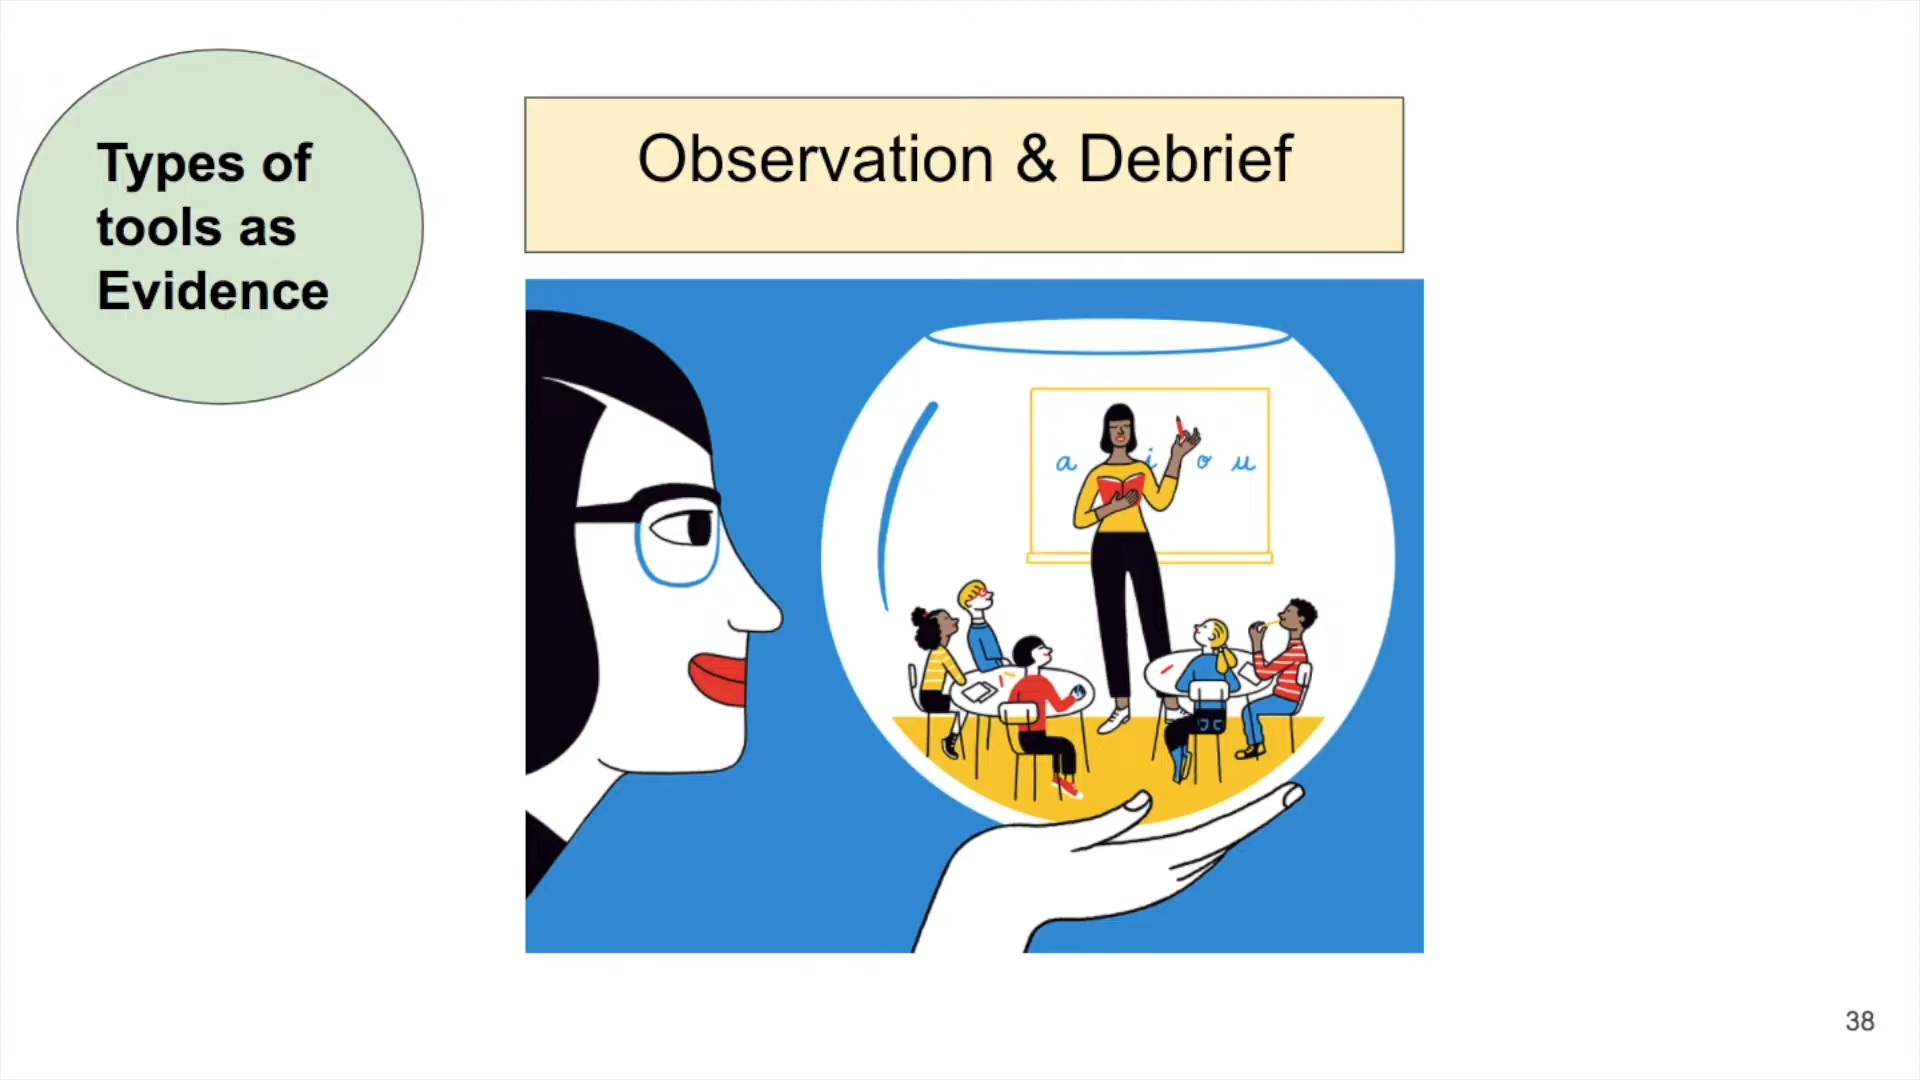 Types of
tools as
Evidence
Observation & Debrief
a i o u
38